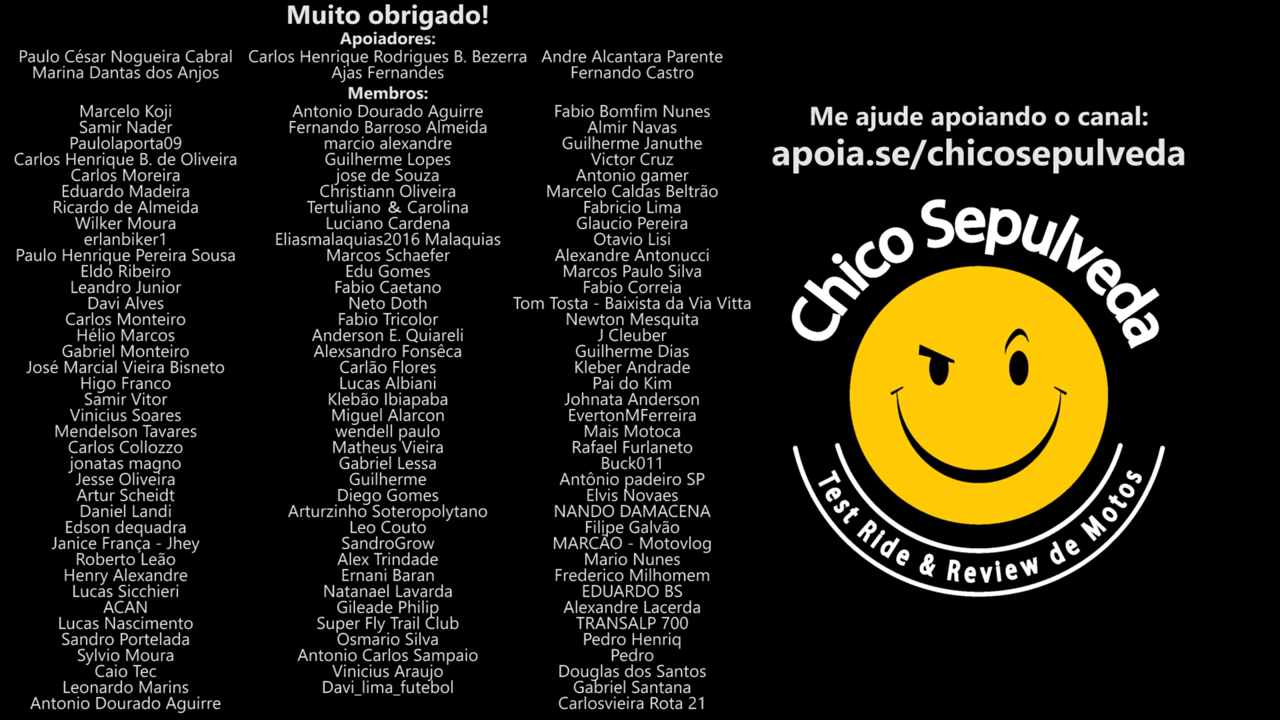 Muito obrigado!
Apoiadores:
Paulo César Nogueira Cabral
Marina Dantas dos Anjos
Carlos Henrique Rodrigues B. Bezerra
Ajas Fernandes
Andre Alcantara Parente
Fernando Castro
Membros:
Marcelo Koji
Samir Nader
Paulolaporta09
Carlos Henrique B. de Oliveira
Carlos Moreira
Eduardo Madeira
Ricardo de Almeida
Wilker Moura
erlanbiker1
Paulo Henrique Pereira Sousa
Eldo Ribeiro
Leandro Junior
Davi Alves
Carlos Monteiro
Hélio Marcos
Gabriel Monteiro
José Marcial Vieira Bisneto
Higo Franco
Samir Vitor
Vinicius Soares
Mendelson Tavares
Carlos Collozzo
jonatas magno
Jesse Oliveira
Artur Scheidt
Daniel Landi
Edson dequadra
Janice França - Jhey
Roberto Leão
Henry Alexandre
Lucas Sicchieri
ACAN
Lucas Nascimento
Sandro Portelada
Sylvio Moura
Caio Tec
Leonardo Marins
Antonio Dourado Aguirre
Antonio Dourado Aguirre
Fernando Barroso Almeida
marcio alexandre
Guilherme Lopes
jose de Souza
Christiann Oliveira
Tertuliano & Carolina
Luciano Cardena
Eliasmalaquias2016 Malaquias
Marcos Schaefer
Edu Gomes
Fabio Caetano
Neto Doth
Fabio Tricolor
Anderson E. Quiareli
Alexsandro Fonsêca
Carlão Flores
Lucas Albiani
Klebão Ibiapaba
Miguel Alarcon
wendell paulo
Matheus Vieira
Gabriel Lessa
Guilherme
Diego Gomes
Arturzinho Soteropolytano
Leo Couto
SandroGrow
Alex Trindade
Ernani Baran
Natanael Lavarda
Gileade Philip
Super Fly Trail Club
Osmario Silva
Antonio Carlos Sampaio
Vinicius Araujo
Davi_lima_futebol
Fabio Bomfim Nunes
Almir Navas
Guilherme Januthe
Victor Cruz
Antonio gamer
Marcelo Caldas Beltrão
Fabricio Lima
Glaucio Pereira
Otavio Lisi
Alexandre Antonucci
Marcos Paulo Silva
Fabio Correia
Tom Tosta - Baixista da Via Vitta
Newton Mesquita
J Cleuber
Guilherme Dias
Kleber Andrade
Pai do Kim
Johnata Anderson
EvertonMFerreira
Mais Motoca
Rafael Furlaneto
Buck011
Antônio padeiro SP
Elvis Novaes
NANDO DAMACENA
Filipe Galvão
MARCÃO - Motovlog
Mario Nunes
Frederico Milhomem
EDUARDO BS
Alexandre Lacerda
TRANSALP 700
Pedro Henriq
Pedro
Douglas dos Santos
Gabriel Santana
Carlosvieira Rota 21
Me ajude apoiando o canal:
apoia.se/chicosepulveda
Chico Sepulveda
Test Ride & Review de Motos